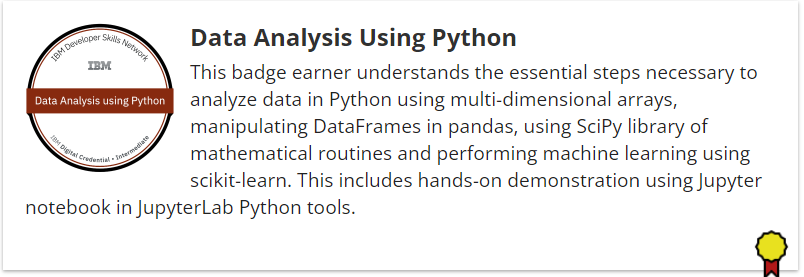 IBM Developer Skills Network
IBM
Data Analysis using Python
IBM Digital Credential • Intermediate
Data Analysis Using Python
This badge earner understands the essential steps necessary to
analyze data in Python using multi-dimensional arrays,
manipulating DataFrames in pandas, using SciPy library of
mathematical routines and performing machine learning using
scikit-learn. This includes hands-on demonstration using Jupyter
notebook in JupyterLab Python tools.